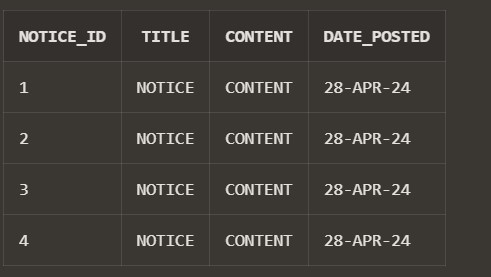 NOTICE_ID TITLE CONTENT DATE_POSTED
1 NOTICE CONTENT 28-APR-24
2 NOTICE CONTENT 28-APR-24
3 NOTICE CONTENT 28-APR-24
4 NOTICE CONTENT 28-APR-24